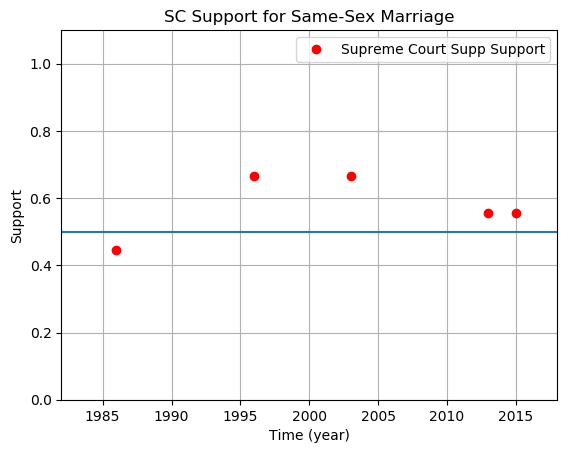 SC Support for Same-Sex Marriage
Supreme Court Supp Support
1.0
0.8
0.6
0.4
0.2
0.0
Support
1985 1990 1995 2000 2005 2010 2015
Time (year)